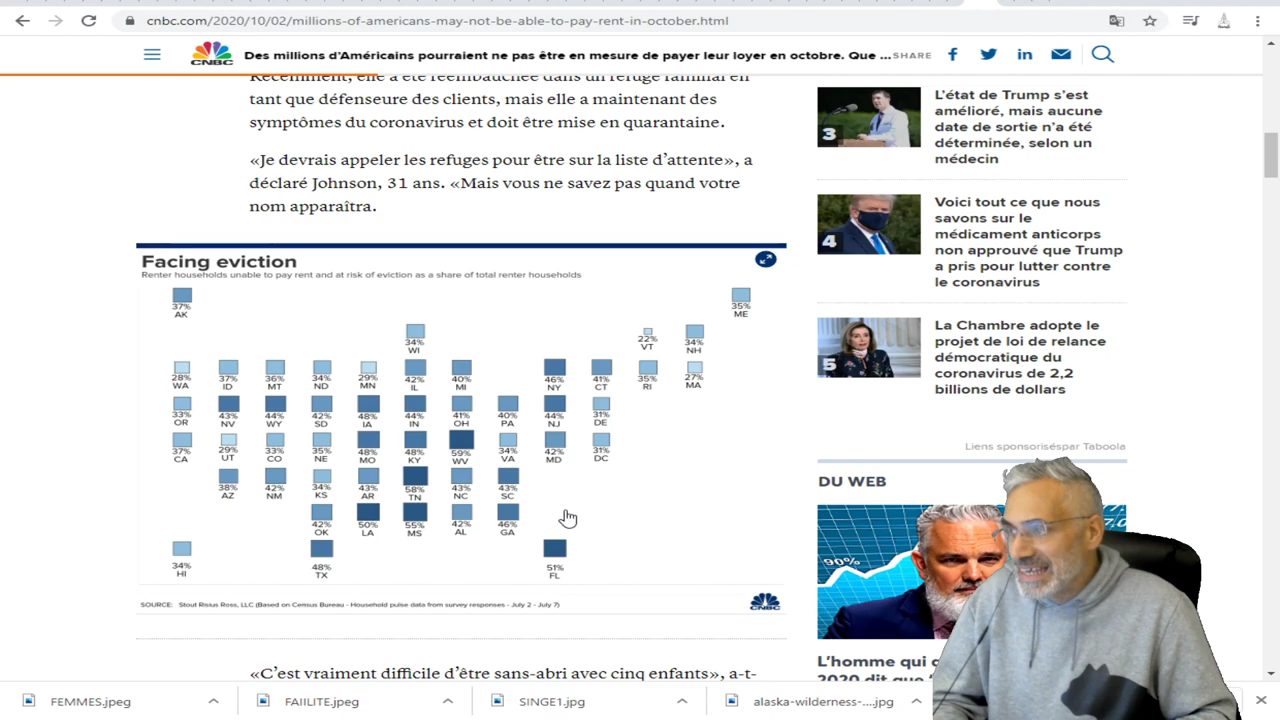 cnbc.com/2020/10/02/millions-of-americans-may-not-be-able-to-pay-rent-in-october.html
CNBC
Des millions d'Américains pourraient ne pas être en mesure de payer leur loyer en octobre. Que ...
SHARE
Récemment, elle a été réembauchée dans un refuge familial en
tant que défenseure des clients, mais elle a maintenant des
symptômes du coronavirus et doit être mise en quarantaine.
«Je devrais appeler les refuges pour être sur la liste d'attente», a
déclaré Johnson, 31 ans. «Mais vous ne savez pas quand votre
nom apparaîtra.
Facing eviction
Renter households unable to pay rent and at risk of eviction as a share of total renter households
37% 35%
AK ME
34% 22% 34%
WI VT NH
28% 37% 36% 34% 29% 42% 40% 46% 41% 35% 27%
WA ID MT ND MN IL MI NY CT RI MA
33% 43% 44% 42% 48% 44% 41% 40% 44% 31%
OR NV WY SD IA IN OH PA NJ DE
37% 29% 33% 35% 48% 48% 59% 34% 42% 31%
CA UT CO NE MO KY WV VA MD DC
38% 42% 34% 43% 58% 43% 43%
AZ NM KS AR TN NC SC
42% 50% 55% 42% 46%
OK LA MS AL GA
34% 48% 51%
HI TX FL
SOURCE: Stout Risius Ross, LLC (Based on Census Bureau - Household pulse data from survey responses - July 2 - July 7)
CNBC
«C'est vraiment difficile d'être sans-abri avec cinq enfants», a-t-
3
L'état de Trump s'est
amélioré, mais aucune
date de sortie n'a été
déterminée, selon un
médecin
4
Voici tout ce que nous
savons sur le
médicament anticorps
non approuvé que Trump
a pris pour lutter contre
le coronavirus
5
La Chambre adopte le
projet de loi de relance
démocratique du
coronavirus de 2,2
billions de dollars
Liens sponsoriséspar Taboola
DU WEB
90%
L'homme qui
2020 dit que
FEMMES.jpeg
FAIILITE.jpeg
SINGE1.jpg
alaska-wilderness-....jpg